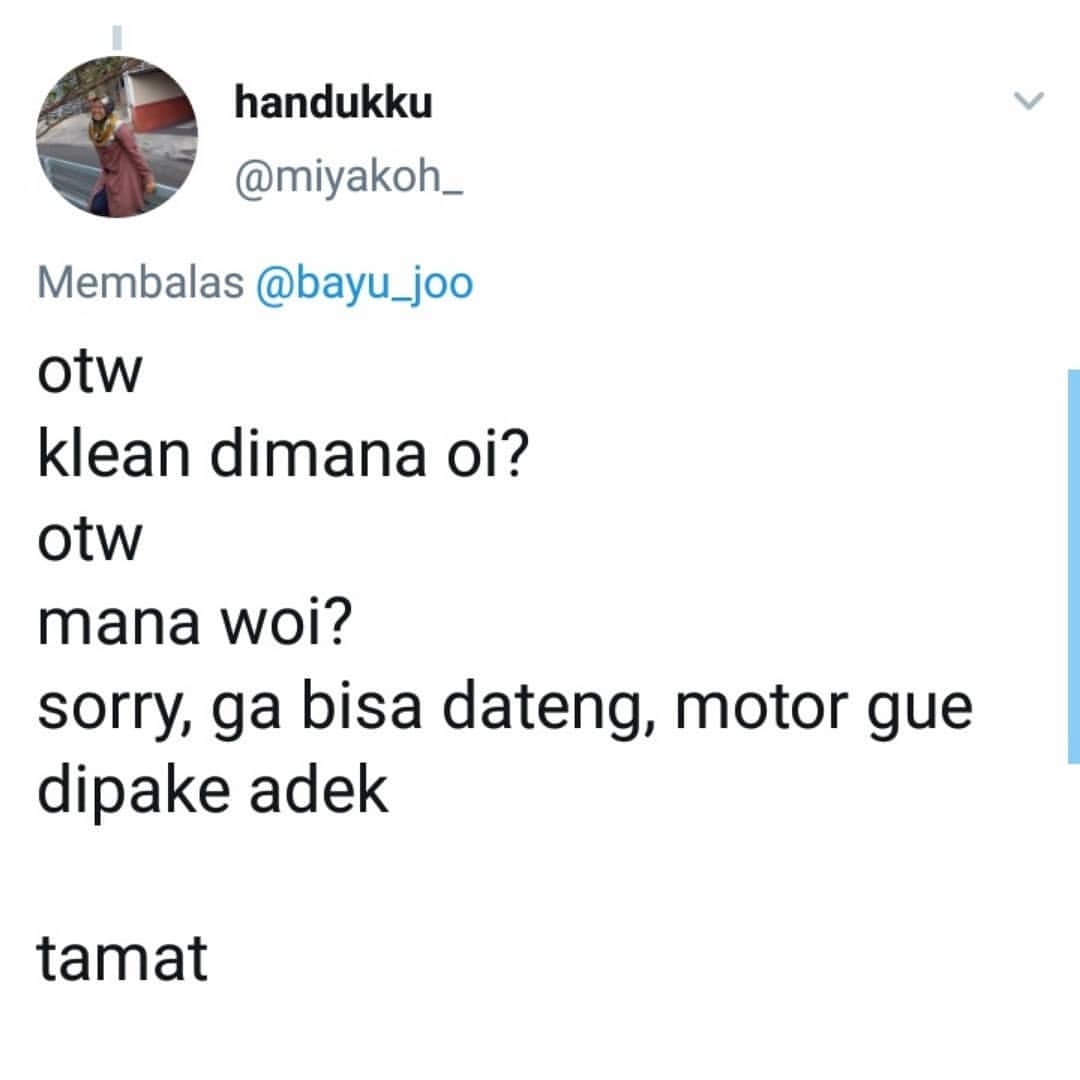 handukku
@miyakoh_
Membalas @bayu_joo
otw
klean dimana oi?
otw
mana woi?
sorry, ga bisa dateng, motor gue
dipake adek
tamat